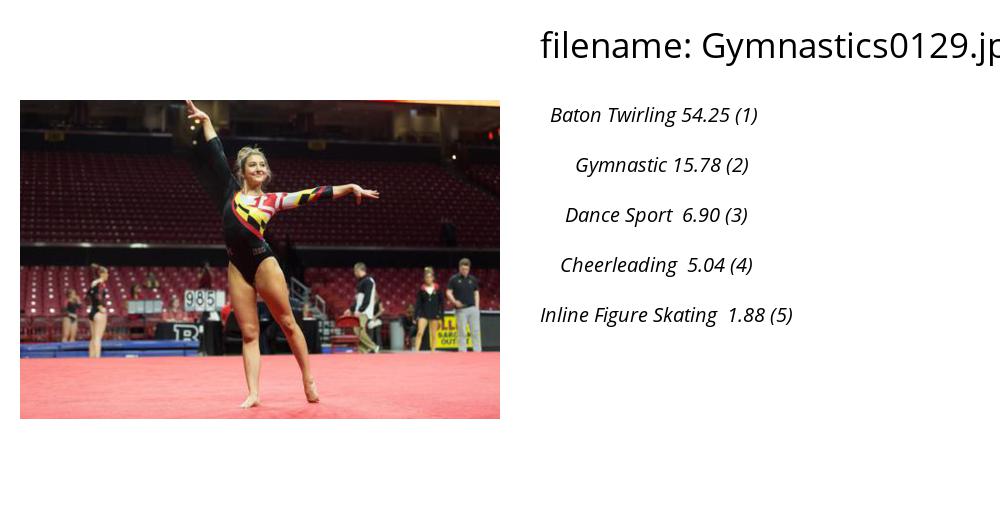 filename: Gymnastics0129.jp
Baton Twirling 54.25 (1)
Gymnastic 15.78 (2)
Dance Sport 6.90 (3)
Cheerleading 5.04 (4)
Inline Figure Skating 1.88 (5)
985
R